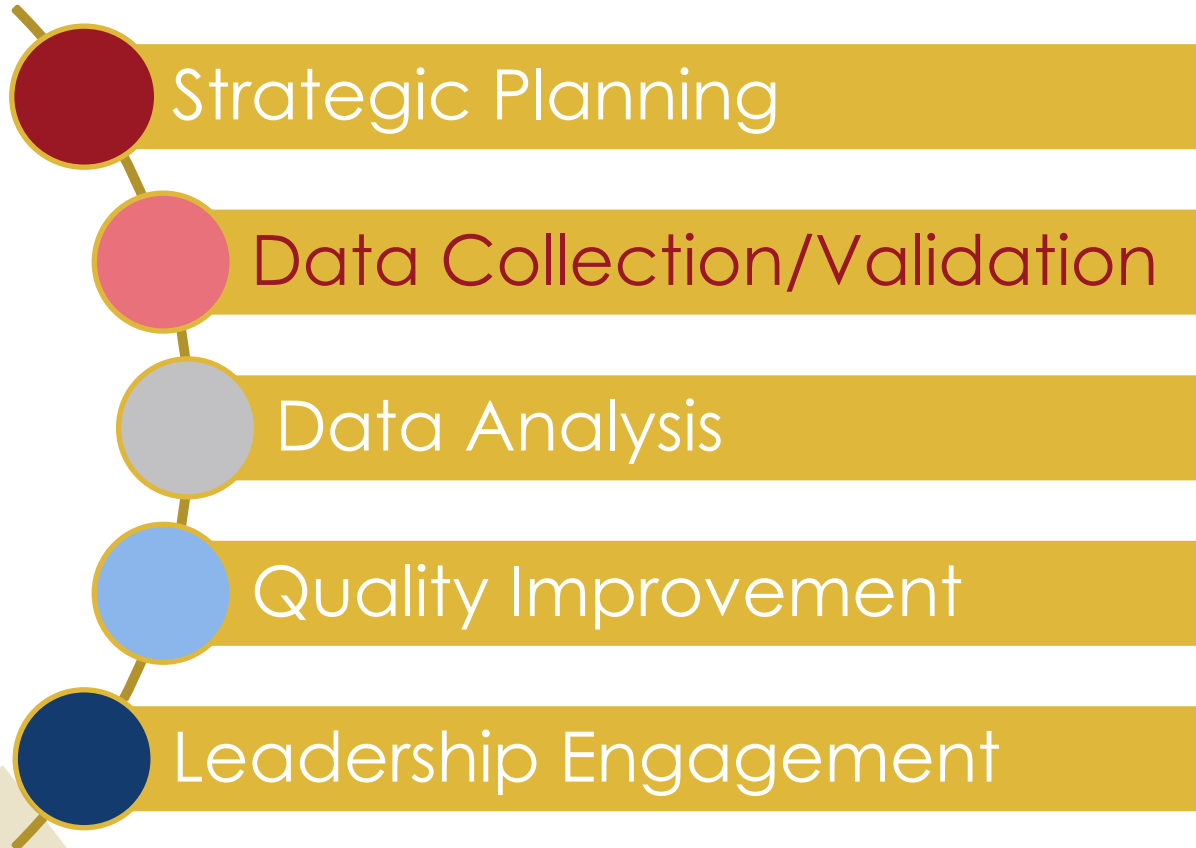 Strategic Planning
Data Collection/Validation
Data Analysis
Quality Improvement
Leadership Engagement